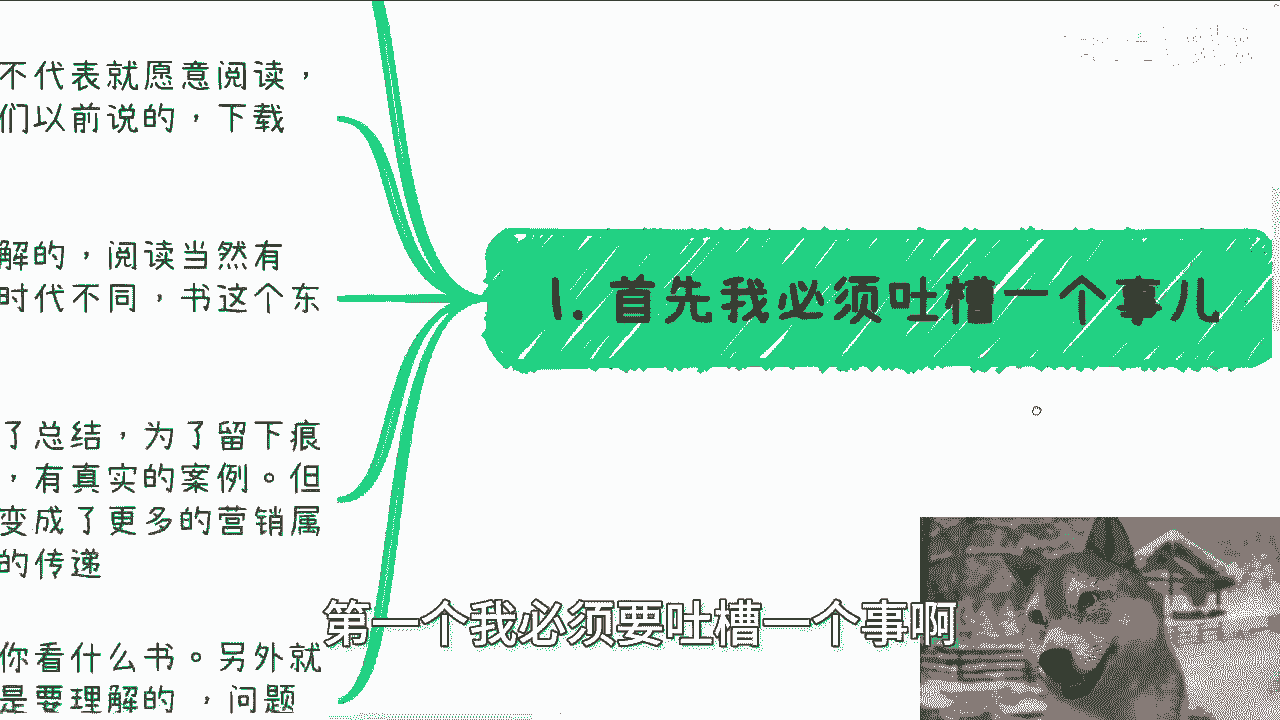 不代表就愿意阅读，
们以前说的，下载
解的，阅读当然有
时代不同，书这个东
了总结，为了留下痕
，有真实的案例。但
变成了更多的营销属
的传递
你看什么书。另外就
是要理解的 ，问题
1. 首先我必须吐槽一个事儿
第一个我必须要吐槽一个事啊